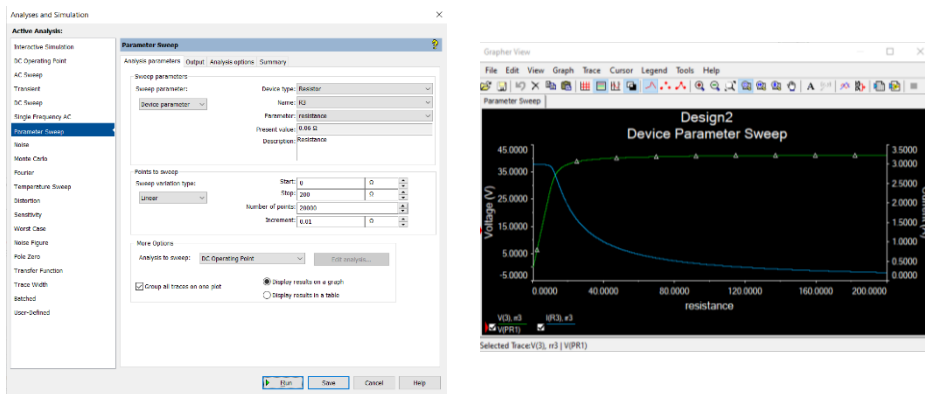 Analyses and Simulation
Active Analysis:
Interactive Simulation
DC Operating Point
AC Sweep
Transient
DC Sweep
Single Frequency AC
Parameter Sweep
Noise
Monte Carlo
Fourier
Temperature Sweep
Distortion
Sensitivity
Worst Case
Noise Figure
Pole Zero
Transfer Function
Trace Width
Batched
User-Defined
Parameter Sweep
Analysis parameters Output Analysis options Summary
Sweep parameters
Sweep parameter:
Device parameter
Device type: Resistor
Name: R3
Parameter: resistance
Present value: 0.06 Ω
Description: Resistance
Points to sweep
Sweep variation type:
Linear
Start: 0 Ω
Stop: 200 Ω
Number of points: 20000
Increment: 0.01 Ω
More Options
Analysis to sweep: DC Operating Point
Edit analysis...
Group all traces on one plot
Display results on a graph
Display results in a table
Run Save Cancel Help
Grapher View
File Edit View Graph Trace Cursor Legend Tools Help
Parameter Sweep
Design2
Device Parameter Sweep
Voltage (V)
45.0000
35.0000
25.0000
15.0000
5.0000
-5.0000
3.5000
3.0000
2.5000
2.0000
1.5000
1.0000
0.5000
0.0000
0.0000 40.0000 80.0000 120.0000 160.0000 200.0000
resistance
V(3), rr3 I(R3), rr3
V(PR1)
Selected Trace:V(3), rr3 | V(PR1)